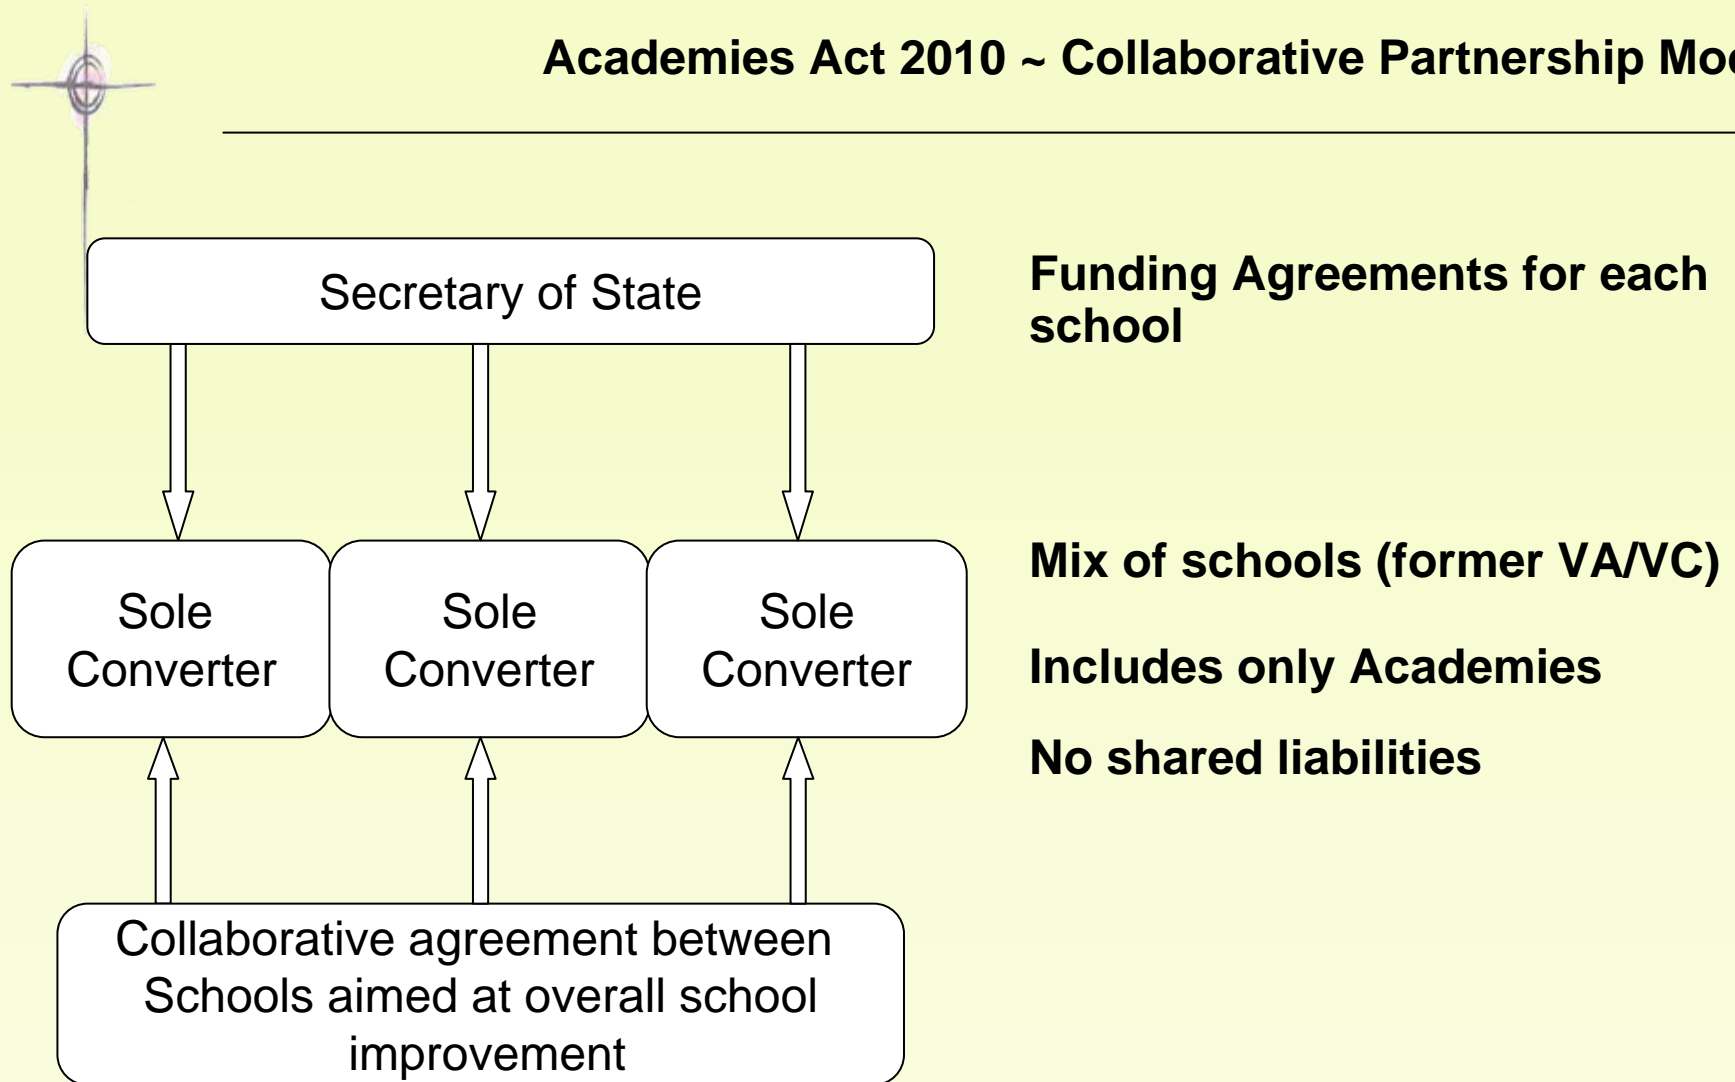 Academies Act 2010 ~ Collaborative Partnership
Secretary of State
Funding Agreements for each
school
Sole
Converter
Sole
Converter
Sole
Converter
Mix of schools (former VA/VC)
Includes only Academies
No shared liabilities
Collaborative agreement between
Schools aimed at overall school
improvement